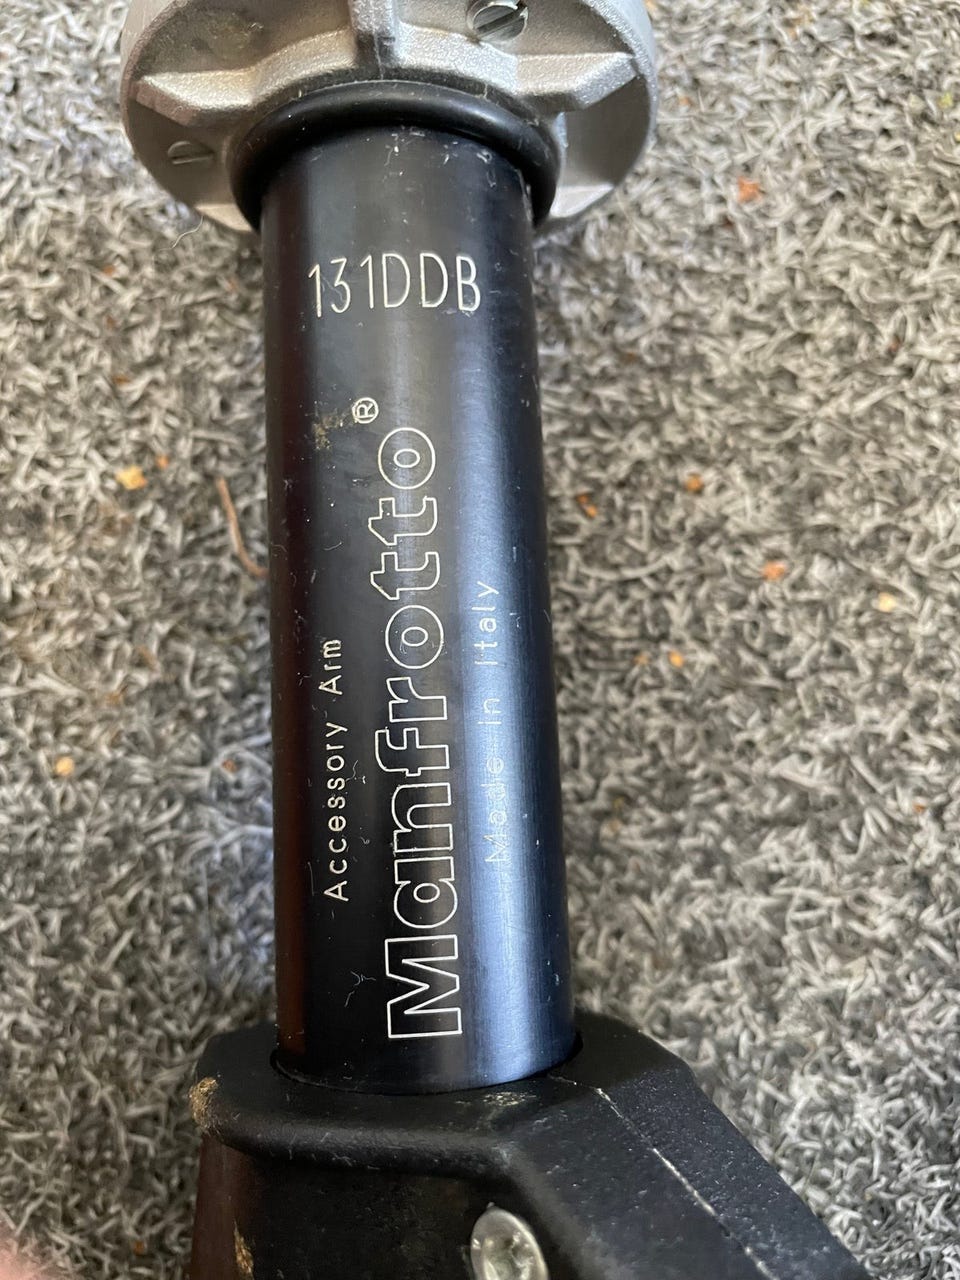 131DDB
Accessory Arm
Manfrotto®
Made in Italy